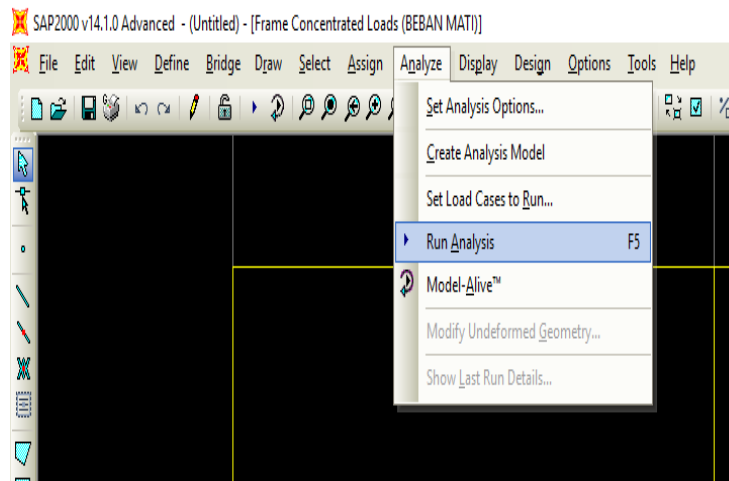 SAP2000 v14.1.0 Advanced - (Untitled) - [Frame Concentrated Loads (BEBAN MATI)]
File Edit View Define Bridge Draw Select Assign Analyze Display Design Options Tools Help
Set Analysis Options...
Create Analysis Model
Set Load Cases to Run...
Run Analysis F5
Model-Alive™
Modify Undeformed Geometry...
Show Last Run Details...